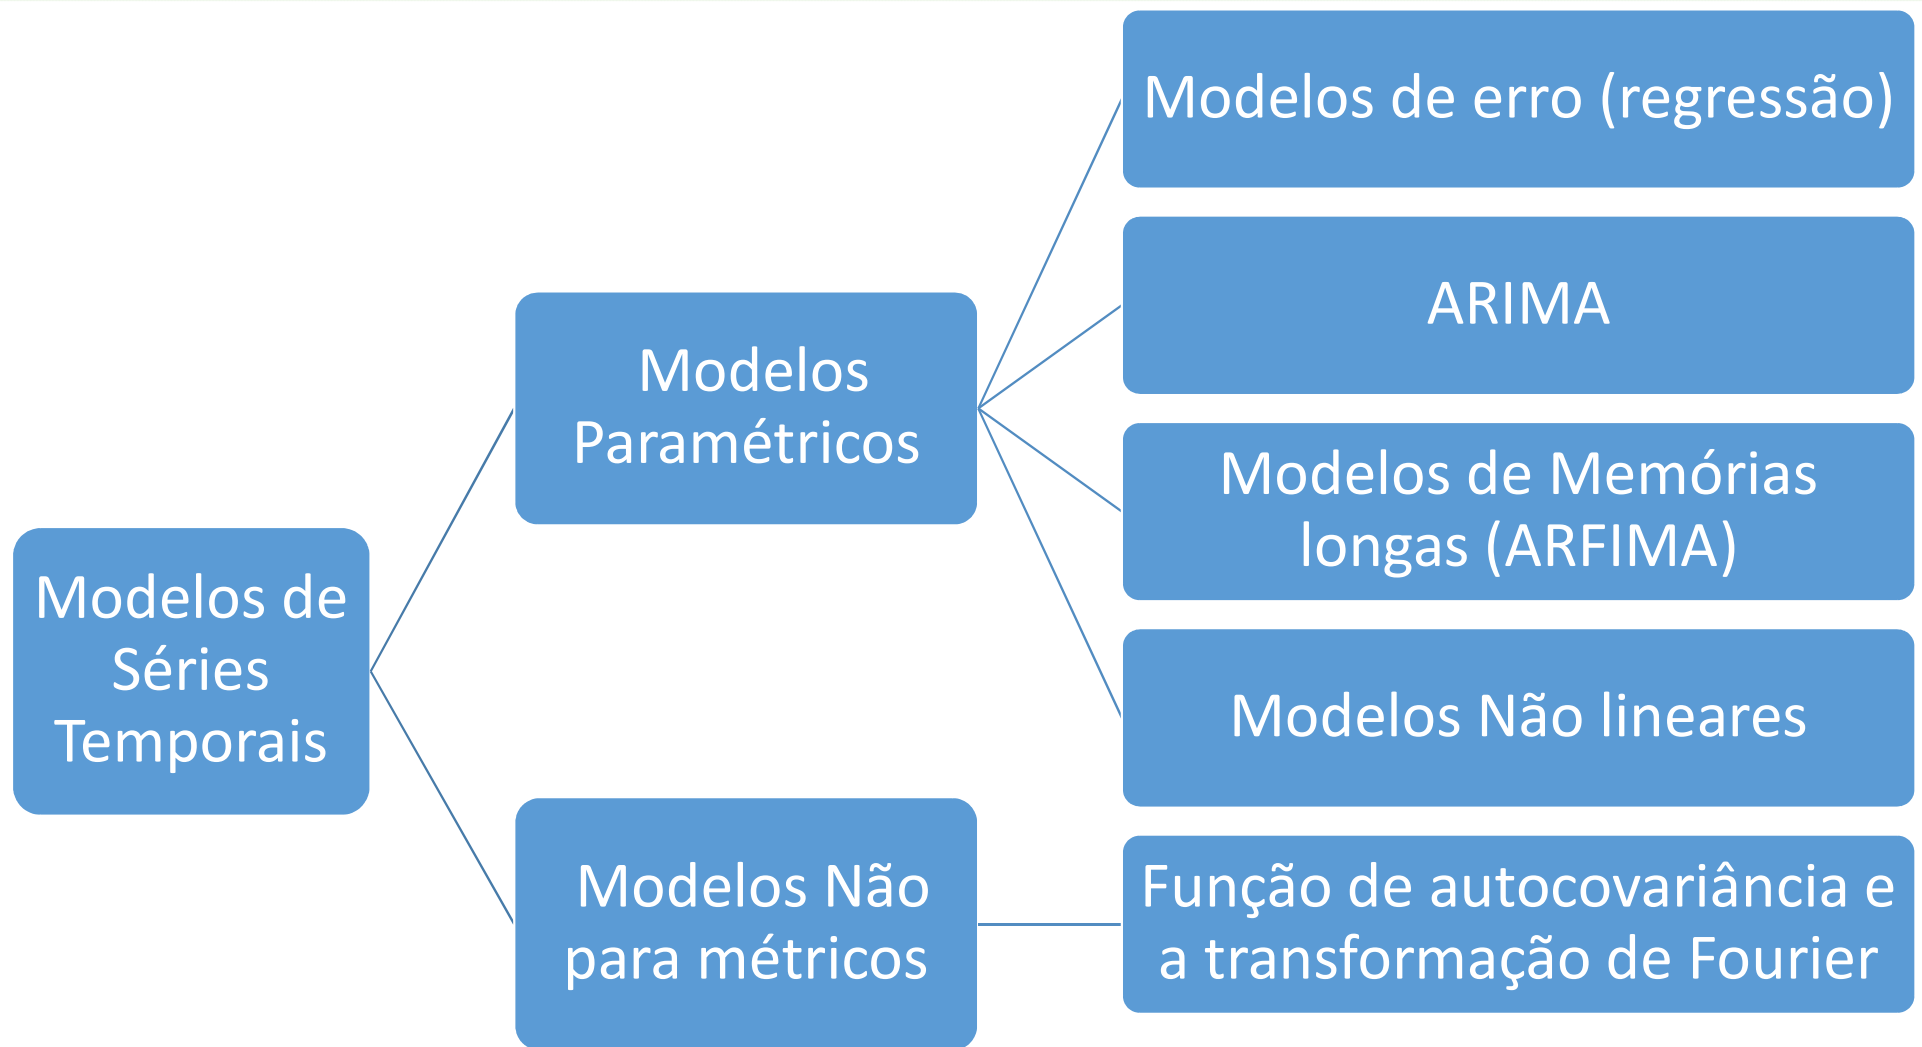 Modelos de
Séries
Temporais
Modelos
Paramétricos
Modelos Não
para métricos
Modelos de erro (regressão)
ARIMA
Modelos de Memórias
longas (ARFIMA)
Modelos Não lineares
Função de autocovariância e
a transformação de Fourier